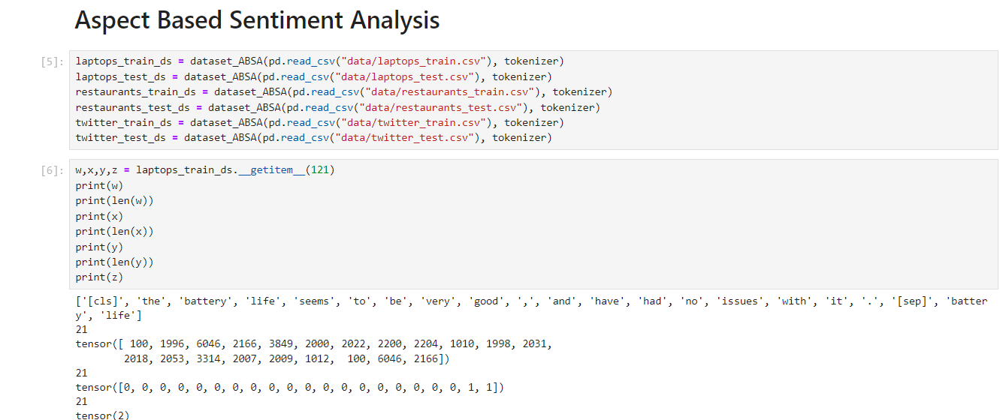 Aspect Based Sentiment Analysis
[5]:
laptops_train_ds = dataset_ABSA(pd.read_csv("data/laptops_train.csv"), tokenizer)
laptops_test_ds = dataset_ABSA(pd.read_csv("data/laptops_test.csv"), tokenizer)
restaurants_train_ds = dataset_ABSA(pd.read_csv("data/restaurants_train.csv"), tokenizer)
restaurants_test_ds = dataset_ABSA(pd.read_csv("data/restaurants_test.csv"), tokenizer)
twitter_train_ds = dataset_ABSA(pd.read_csv("data/twitter_train.csv"), tokenizer)
twitter_test_ds = dataset_ABSA(pd.read_csv("data/twitter_test.csv"), tokenizer)
[6]:
w,x,y,z = laptops_train_ds.__getitem__(121)
print(w)
print(len(w))
print(x)
print(len(x))
print(y)
print(len(y))
print(z)
['[cls]', 'the', 'battery', 'life', 'seems', 'to', 'be', 'very', 'good', ',', 'and', 'have', 'had', 'no', 'issues', 'with', 'it', '.', '[sep]', 'batter
y', 'life']
21
tensor([ 100, 1996, 6046, 2166, 3849, 2000, 2022, 2200, 2204, 1010, 1998, 2031,
2018, 2053, 3314, 2007, 2009, 1012,  100, 6046, 2166])
21
tensor([0, 0, 0, 0, 0, 0, 0, 0, 0, 0, 0, 0, 0, 0, 0, 0, 0, 0, 0, 1, 1])
21
tensor(2)